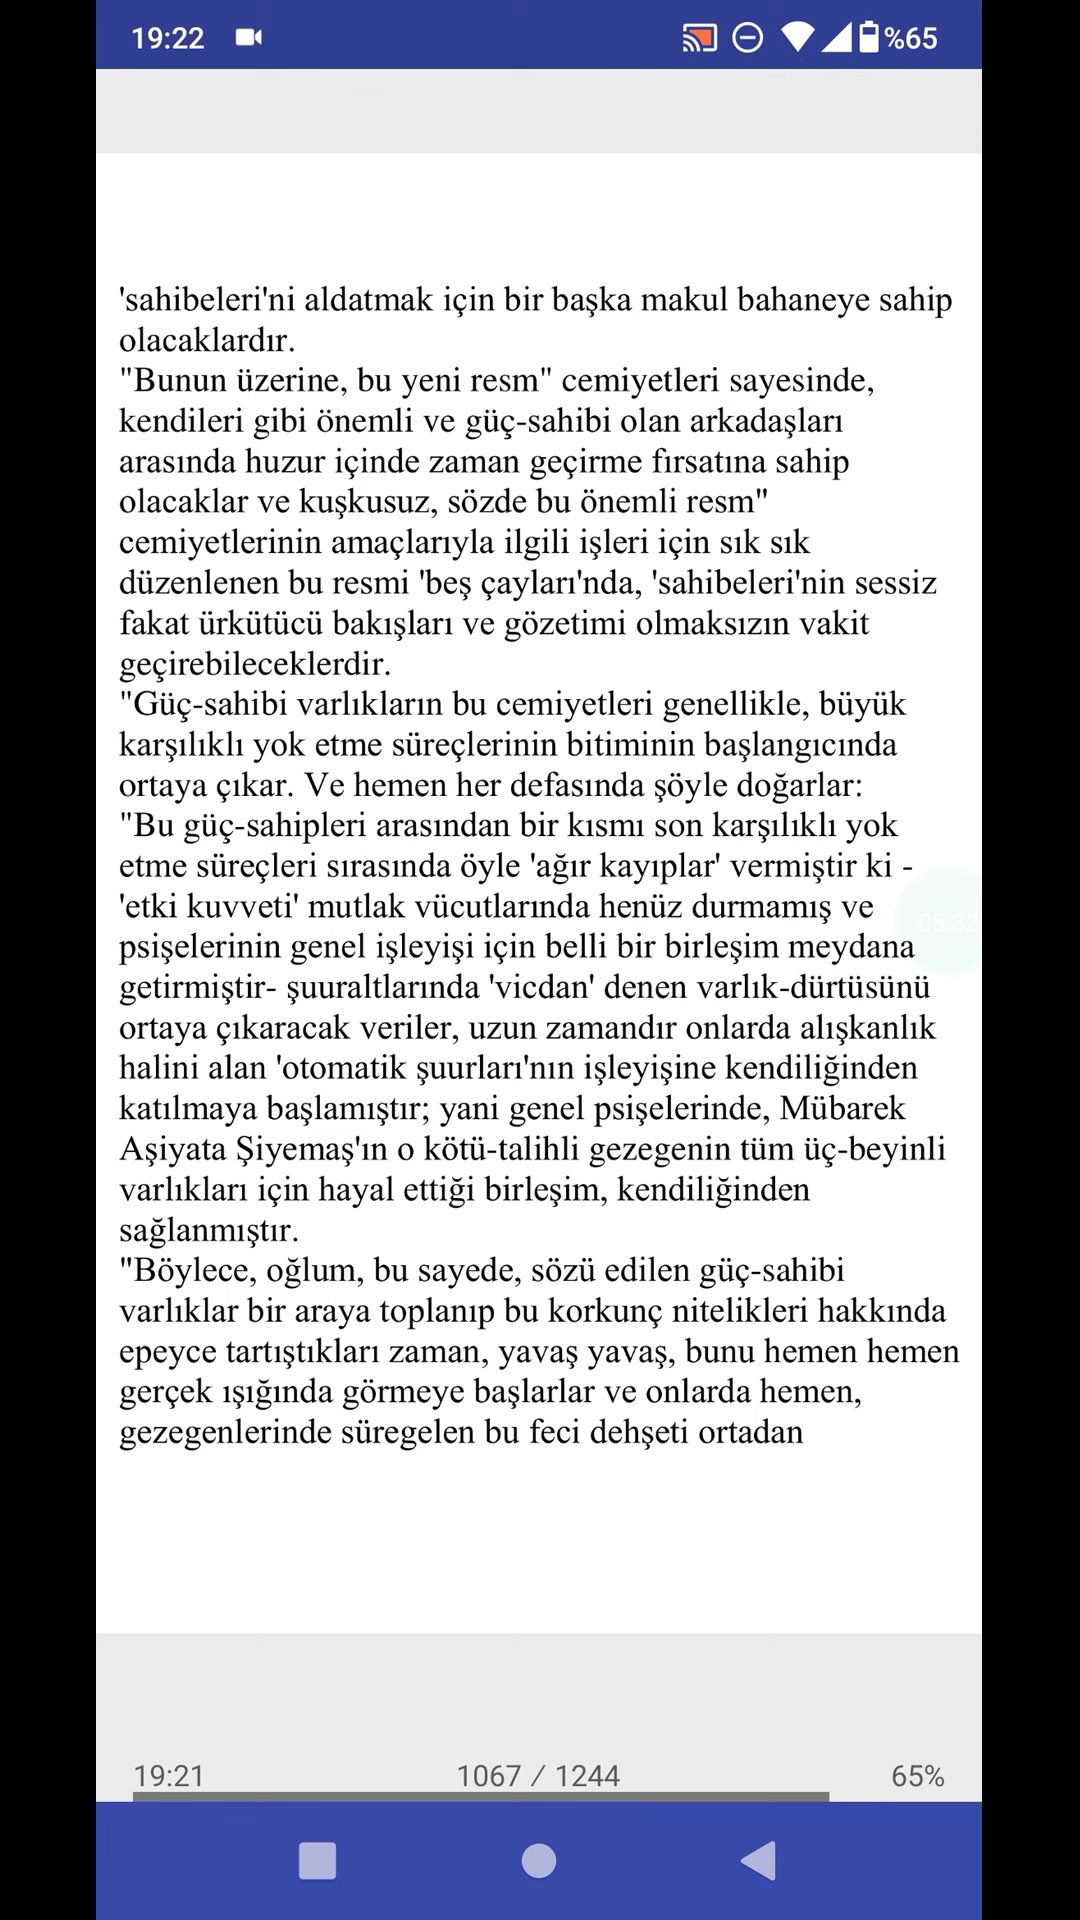 19:22
%65
'sahibeleri'ni aldatmak için bir başka makul bahaneye sahip
olacaklardır.
"Bunun üzerine, bu yeni resm" cemiyetleri sayesinde,
kendileri gibi önemli ve güç-sahibi olan arkadaşları
arasında huzur içinde zaman geçirme fırsatına sahip
olacaklar ve kuşkusuz, sözde bu önemli resm"
cemiyetlerinin amaçlarıyla ilgili işleri için sık sık
düzenlenen bu resmi 'beş çayları'nda, 'sahibeleri'nin sessiz
fakat ürkütücü bakışları ve gözetimi olmaksızın vakit
geçirebileceklerdir.
"Güç-sahibi varlıkların bu cemiyetleri genellikle, büyük
karşılıklı yok etme süreçlerinin bitiminin başlangıcında
ortaya çıkar. Ve hemen her defasında şöyle doğarlar:
"Bu güç-sahipleri arasından bir kısmı son karşılıklı yok
etme süreçleri sırasında öyle 'ağır kayıplar' vermiştir ki -
'etki kuvveti' mutlak vücutlarında henüz durmamış ve
05:32
psişelerinin genel işleyişi için belli bir birleşim meydana
getirmiştir- şuuraltlarında 'vicdan' denen varlık-dürtüsünü
ortaya çıkaracak veriler, uzun zamandır onlarda alışkanlık
halini alan 'otomatik şuurları'nın işleyişine kendiliğinden
katılmaya başlamıştır; yani genel psişelerinde, Mübarek
Aşiyata Şiyemaş'ın o kötü-talihli gezegenin tüm üç-beyinli
varlıkları için hayal ettiği birleşim, kendiliğinden
sağlanmıştır.
"Böylece, oğlum, bu sayede, sözü edilen güç-sahibi
varlıklar bir araya toplanıp bu korkunç nitelikleri hakkında
epeyce tartıştıkları zaman, yavaş yavaş, bunu hemen hemen
gerçek ışığında görmeye başlarlar ve onlarda hemen,
gezegenlerinde süregelen bu feci dehşeti ortadan
19:21
1067 / 1244
65%